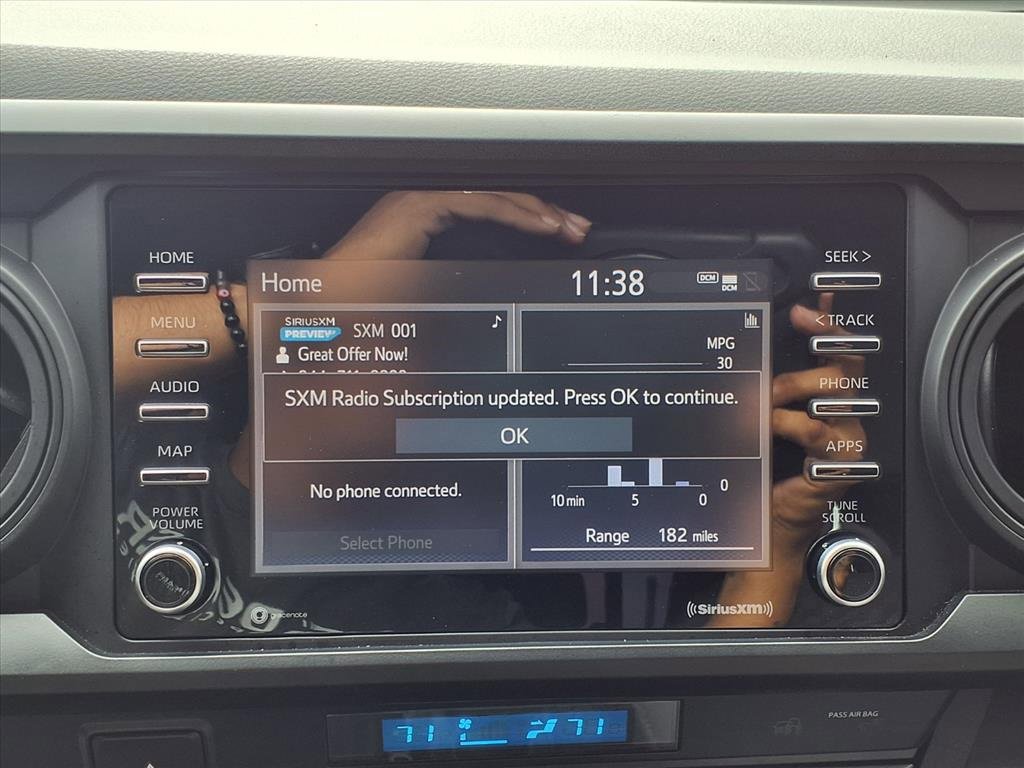 HOME
MENU
AUDIO
MAP
POWER
VOLUME
Home
11:38
DCM
DCM
SIRIUSXM
PREVIEW
SXM 001
Great Offer Now!
MPG
30
SXM Radio Subscription updated. Press OK to continue.
OK
No phone connected.
Select Phone
0
10 min 5 0
Range 182 miles
SEEK >
< TRACK
PHONE
APPS
TUNE
SCROLL
gracenote
((SiriusXM))
71 71
PASS AIR BAG